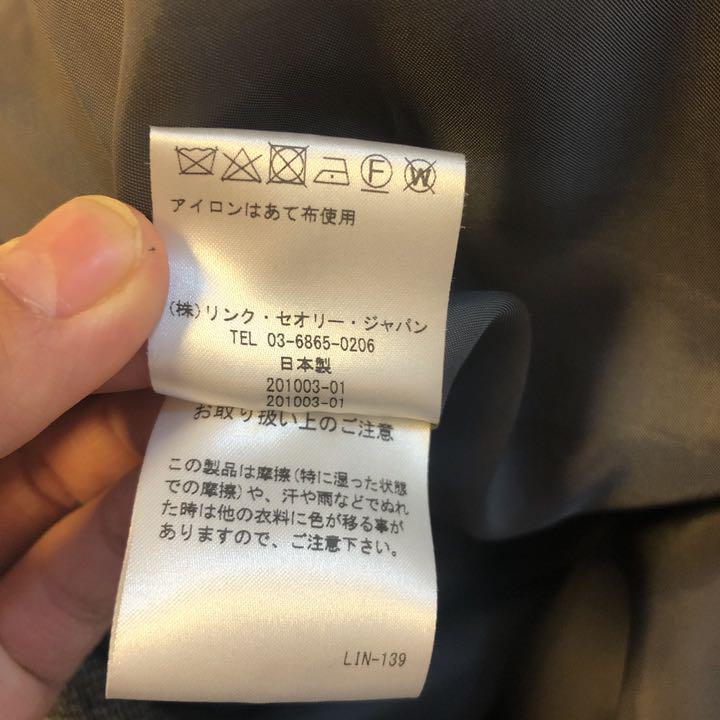 F W
アイロンはあて布使用
(株)リンク・セオリー・ジャパン
TEL 03-6865-0206
日本製
201003-01
201003-01
お取り扱い上のご注意
この製品は摩擦(特に湿った状態
での摩擦)や、汗や雨などでぬれ
た時は他の衣料に色が移る事が
ありますので、ご注意下さい。
LIN-139